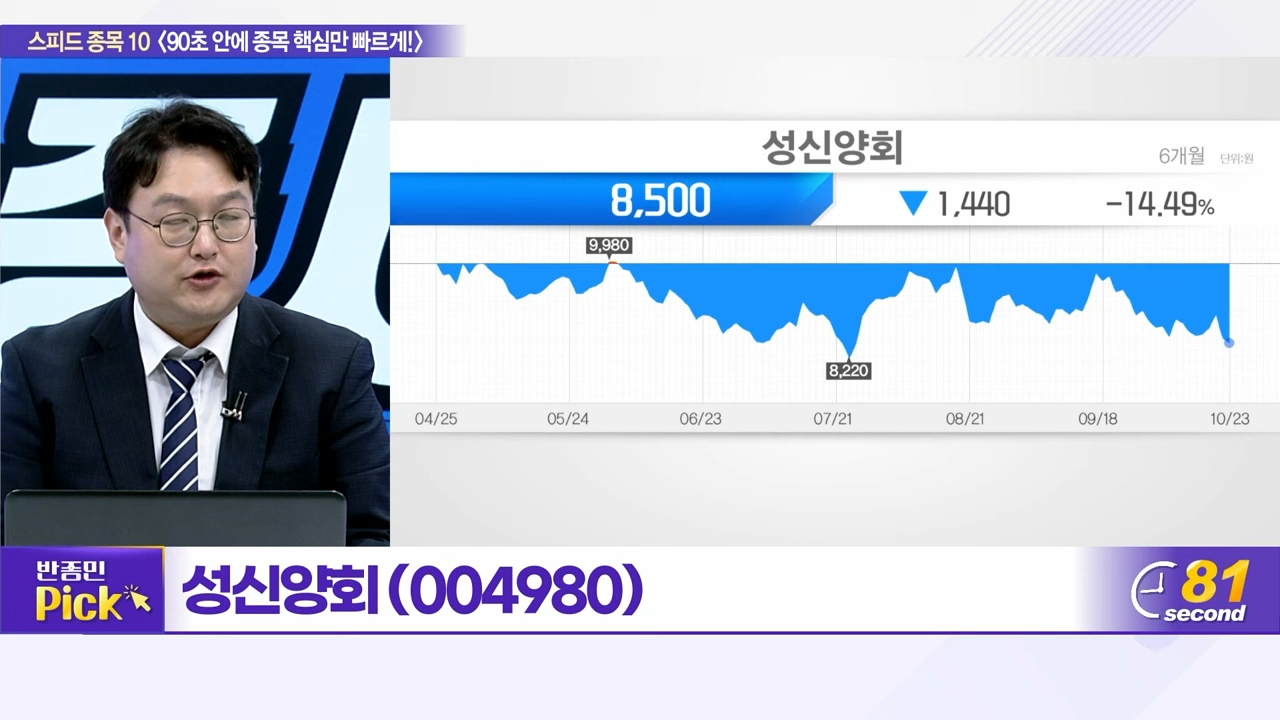 스피드 종목 10 〈90초 안에 종목 핵심만 빠르게!〉
성신양회
6개월 단위:원
8,500 ▼ 1,440 -14.49%
9,980
8,220
04/25 05/24 06/23 07/21 08/21 09/18 10/23
반종민
Pick
성신양회 (004980)
81
second